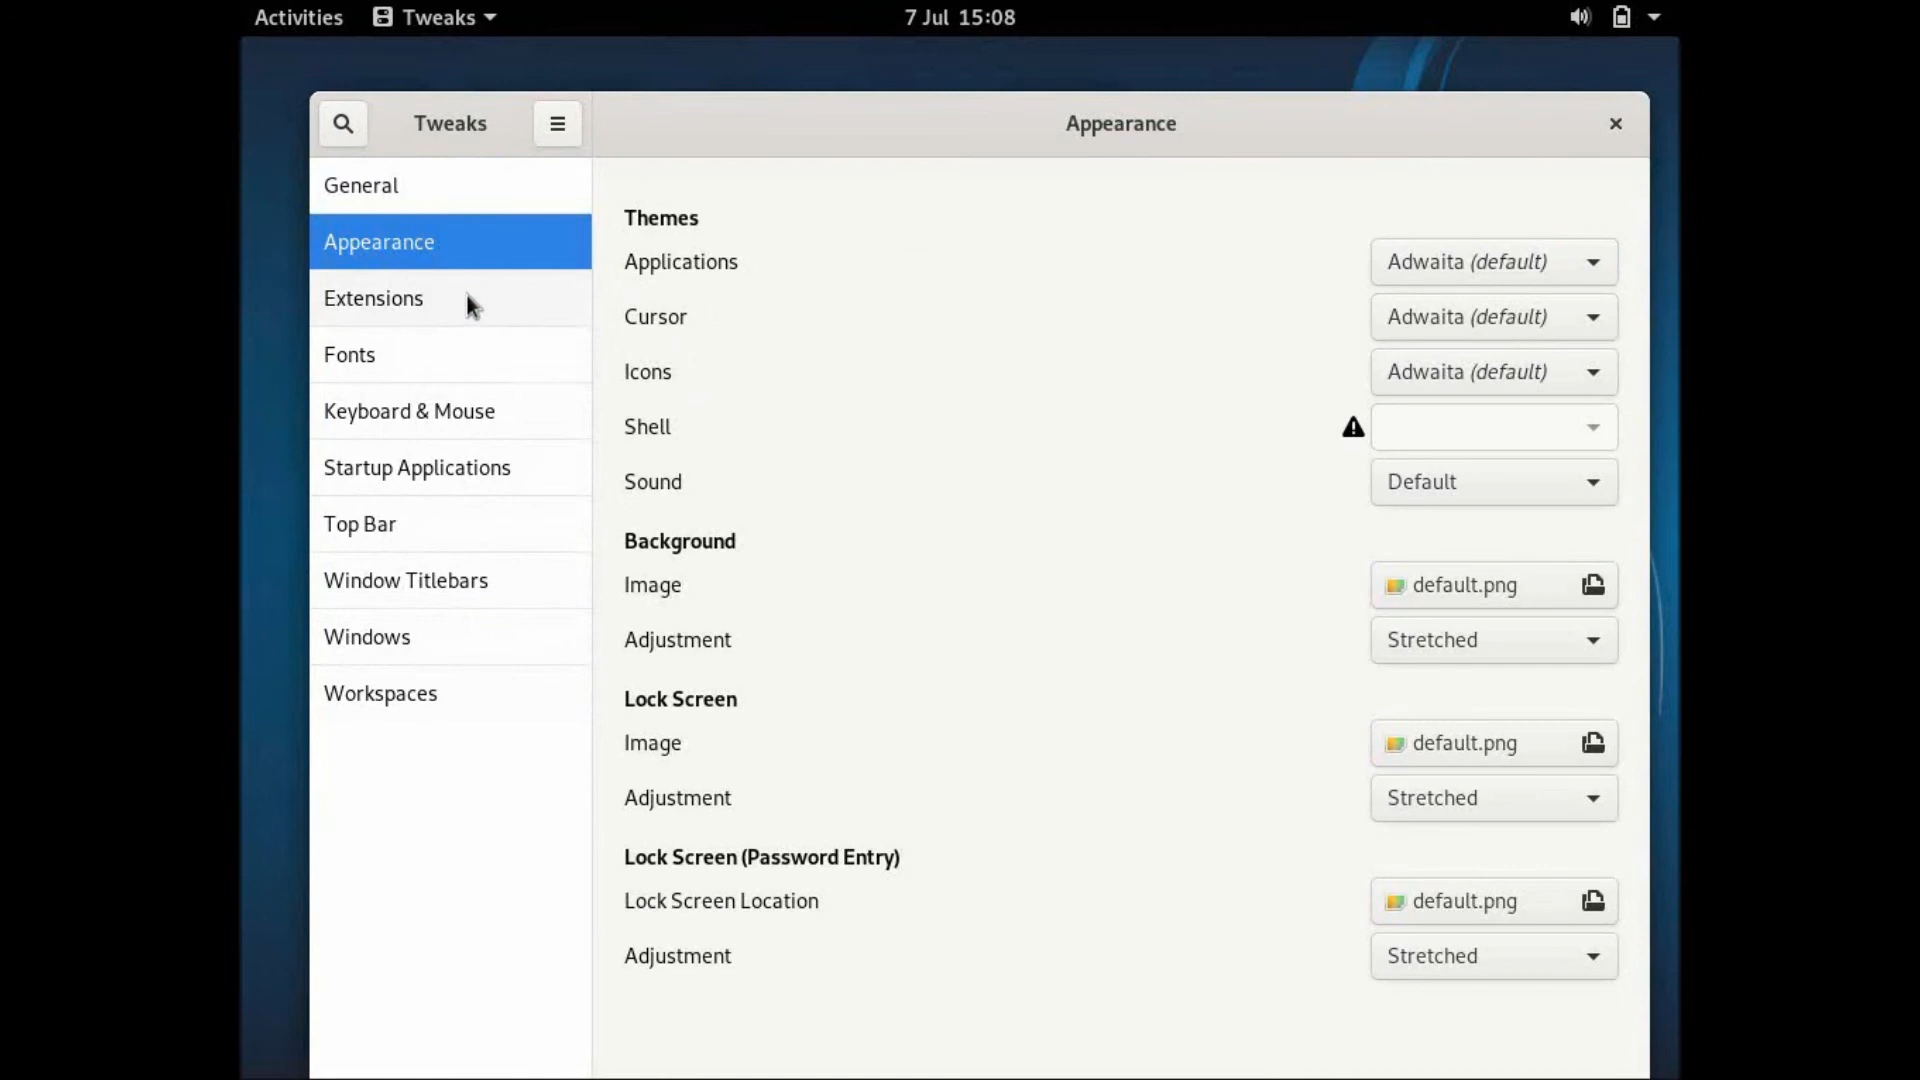 Activities Tweaks 7 Jul 15:08
Tweaks Appearance
General
Appearance
Extensions
Fonts
Keyboard & Mouse
Startup Applications
Top Bar
Window Titlebars
Windows
Workspaces
Themes
Applications Adwaita (default)
Cursor Adwaita (default)
Icons Adwaita (default)
Shell
Sound Default
Background
Image default.png
Adjustment Stretched
Lock Screen
Image default.png
Adjustment Stretched
Lock Screen (Password Entry)
Lock Screen Location default.png
Adjustment Stretched